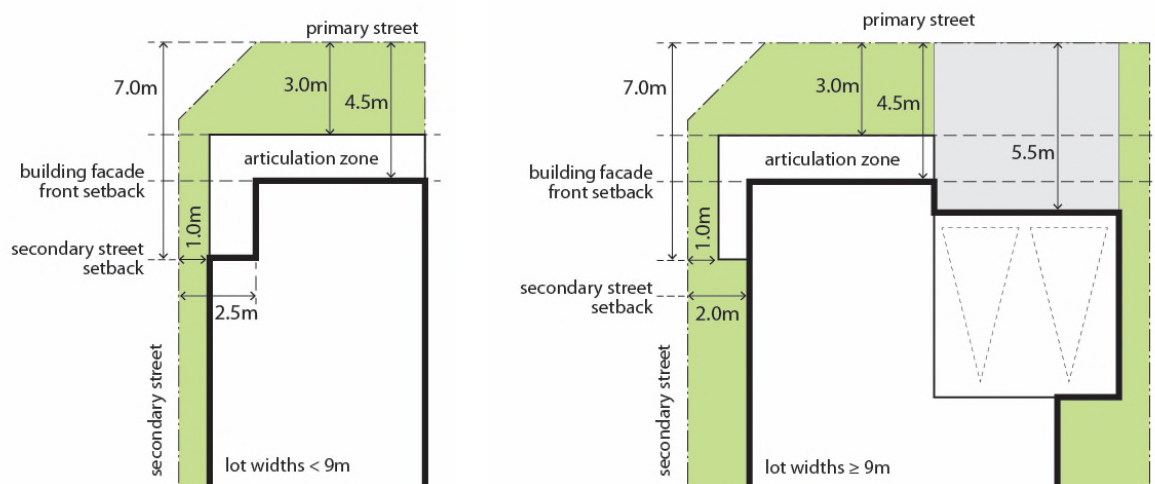 primary street
7.0m
3.0m
4.5m
articulation zone
building facade
front setback
1.0m
secondary street
setback
2.5m
secondary street
lot widths < 9m
primary street
7.0m
3.0m
4.5m
5.5m
articulation zone
building facade
front setback
1.0m
secondary street
setback
2.0m
secondary street
lot widths ≥ 9m